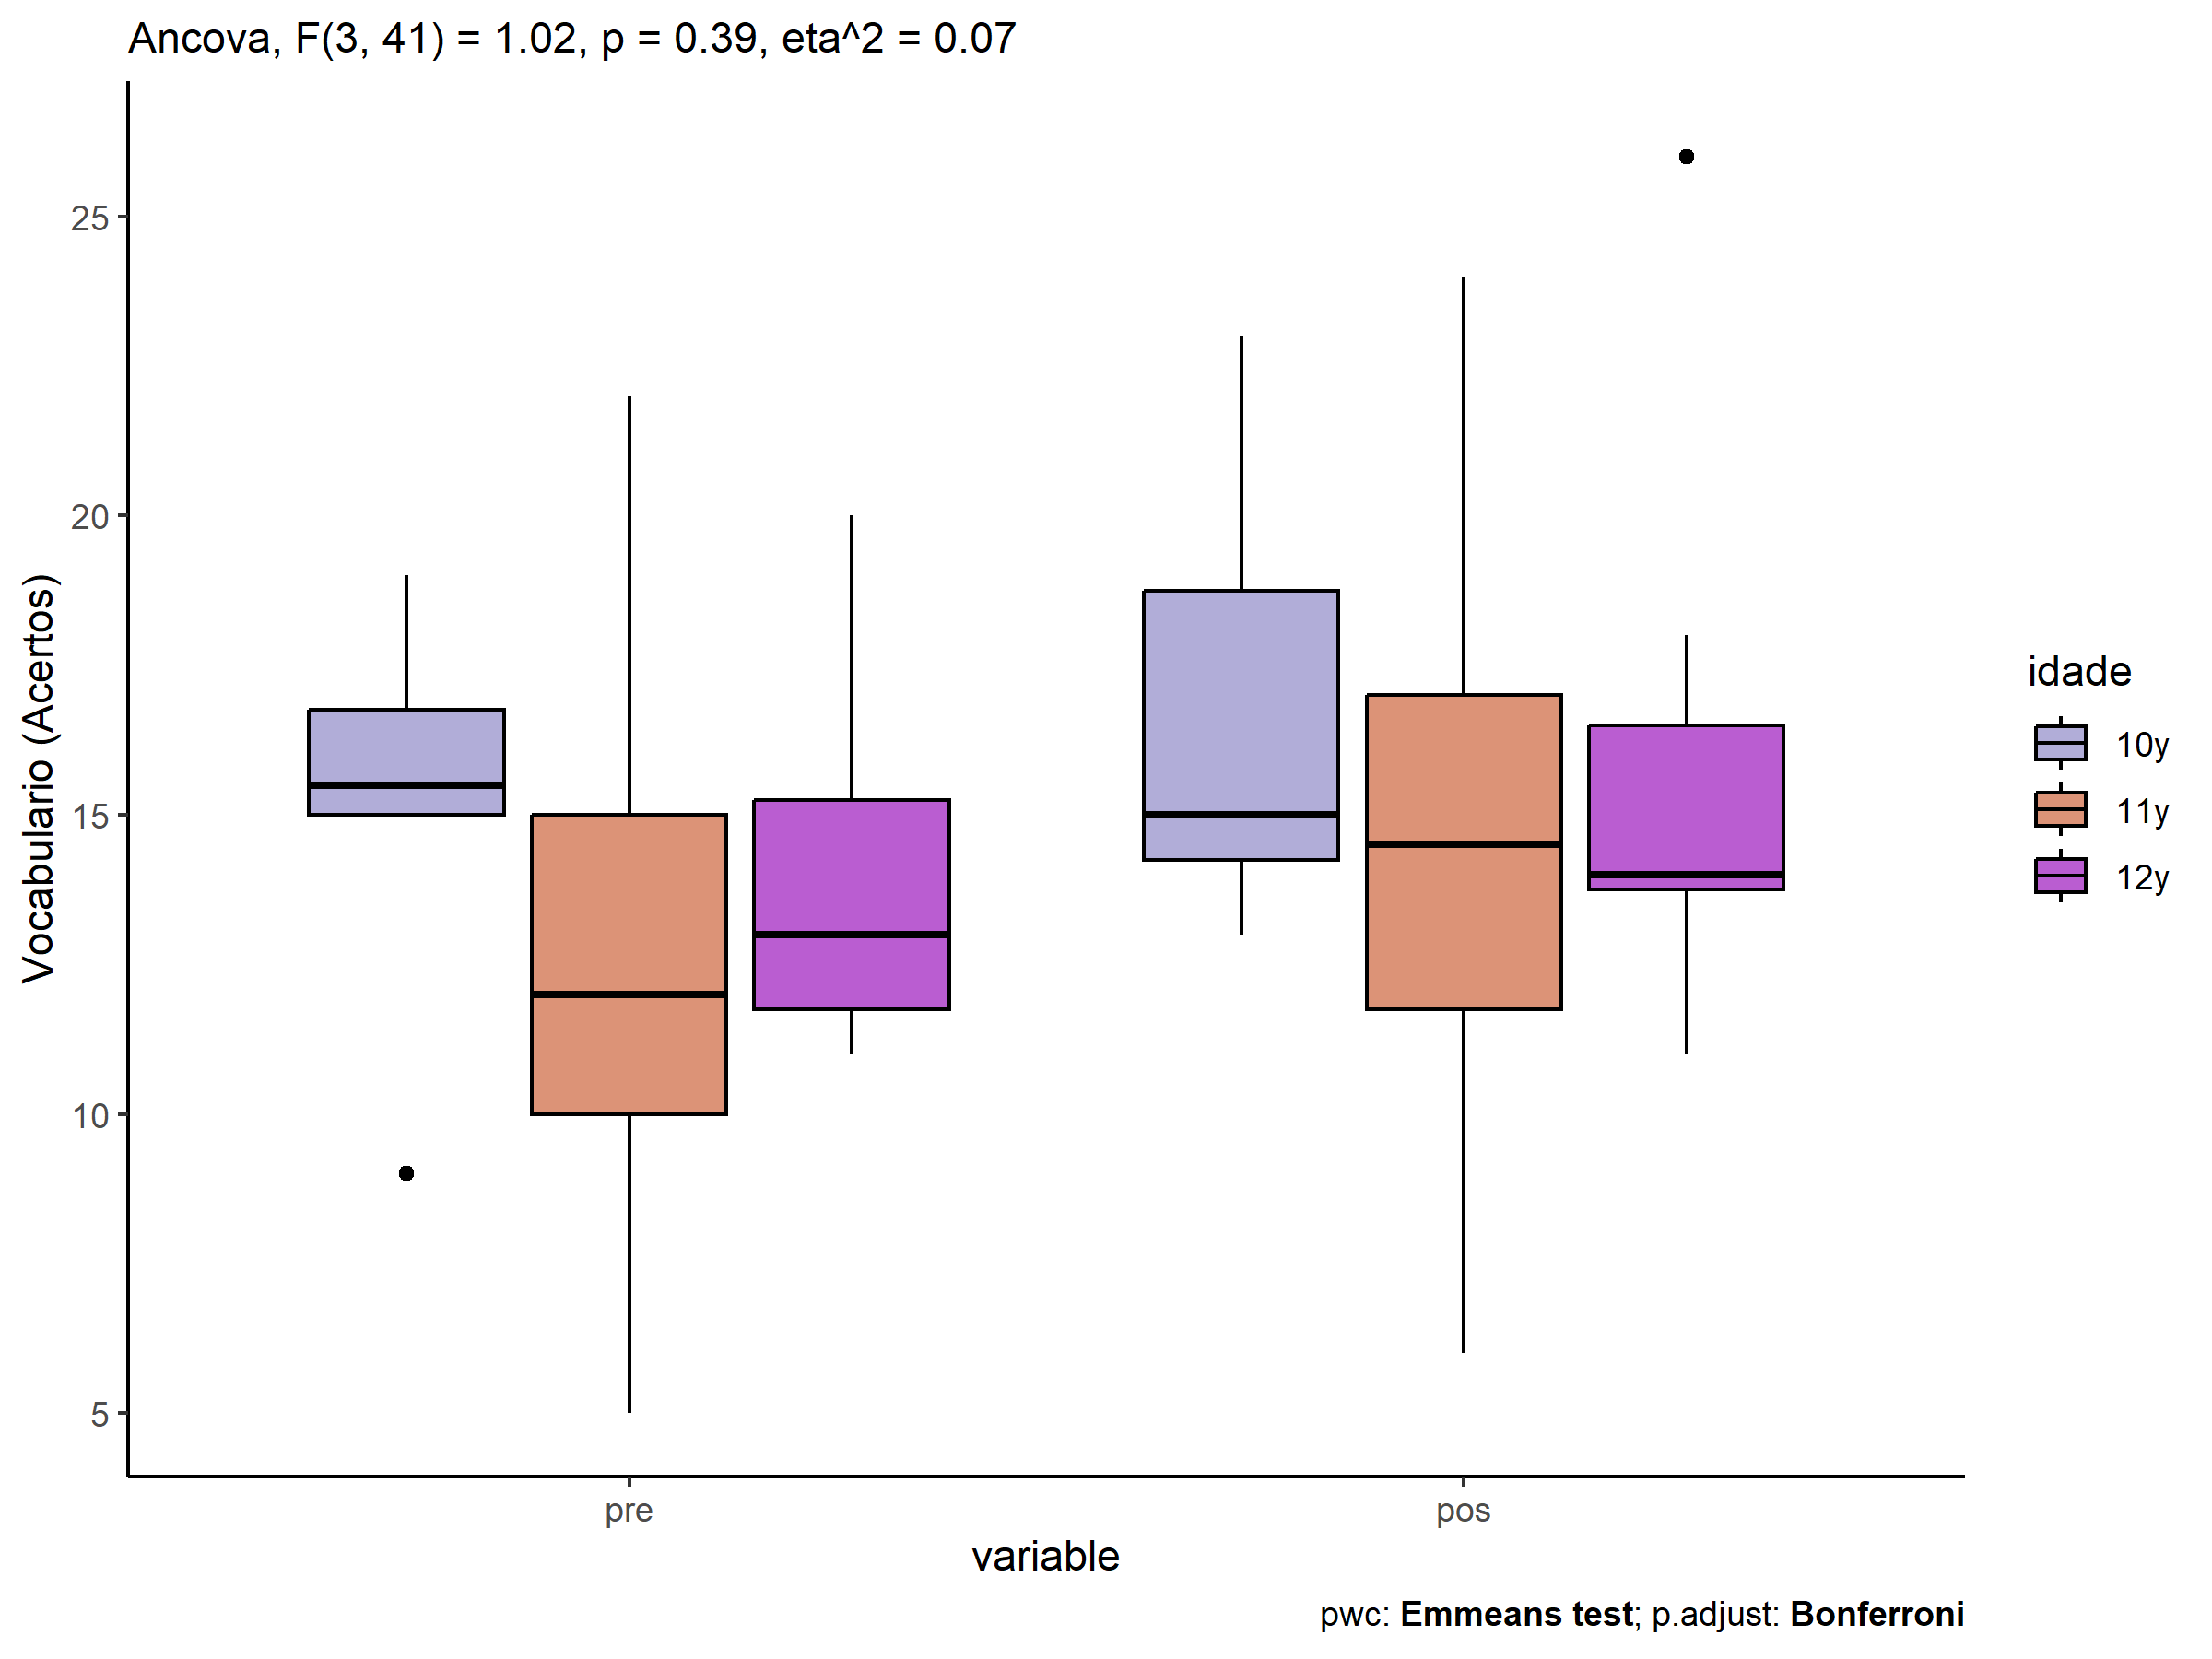 Ancova, F(3, 41) = 1.02, p = 0.39, eta^2 = 0.07
Vocabulario (Acertos)
25
20
15
10
5
pre
pos
variable
idade
10y
11y
12y
pwc: Emmeans test; p.adjust: Bonferroni